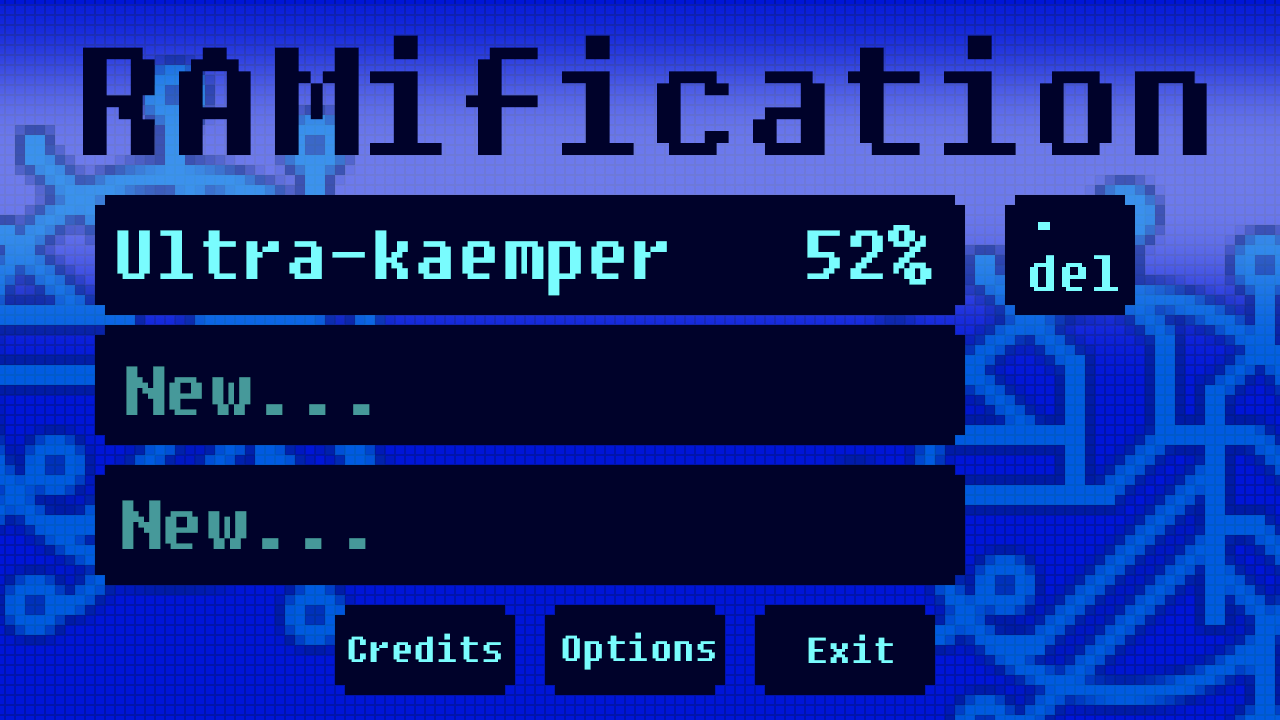 RAMification
Ultra-kaemper 52%
- del
New...
New...
Credits Options Exit